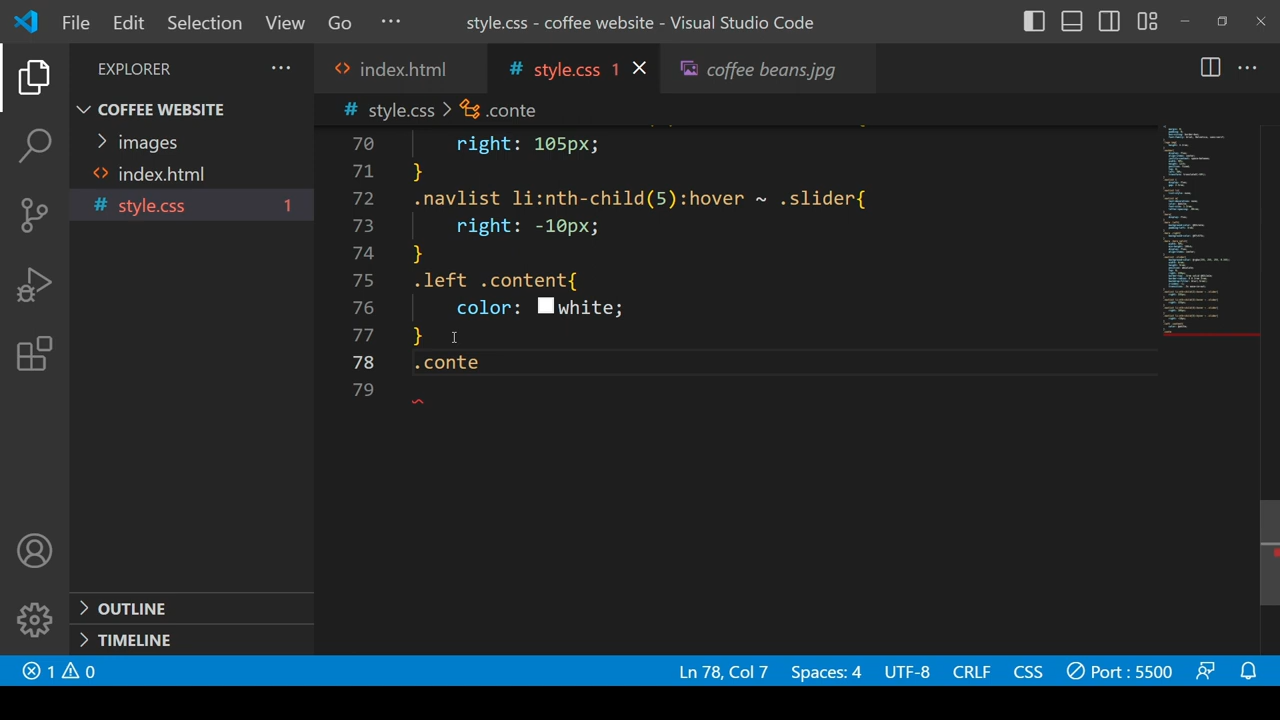 File Edit Selection View Go ··· style.css - coffee website - Visual Studio Code
EXPLORER ···
index.html # style.css 1 coffee beans.jpg ···
COFFEE WEBSITE
images
index.html
# style.css 1
# style.css > .conte
70 right: 105px;
71 }
72 .navlist li:nth-child(5):hover ~ .slider{
73 right: -10px;
74 }
75 .left .content{
76 color: white;
77 }
78 .conte
79
OUTLINE
TIMELINE
1 0 Ln 78, Col 7 Spaces: 4 UTF-8 CRLF CSS Port : 5500